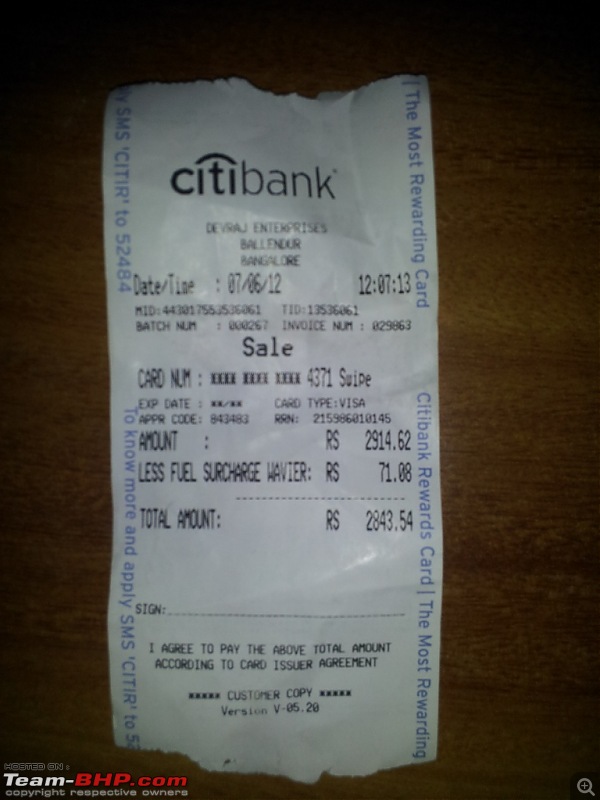 citibank
DEVRAJ ENTERPRISES
BALLENDUR
BANGALORE
Date/Time : 07/06/12 12:07:13
MID:443017553536061 TID:13536061
BATCH NUM : 000267 INVOICE NUM : 029863
Sale
CARD NUM : XXXX XXXX XXXX 4371 Swipe
EXP DATE : xx/xx CARD TYPE:VISA
APPR CODE: 843483 RRN: 215986010145
AMOUNT : RS 2914.62
LESS FUEL SURCHARGE WAVIER: RS 71.08
TOTAL AMOUNT: RS 2843.54
SIGN:
I AGREE TO PAY THE ABOVE TOTAL AMOUNT
ACCORDING TO CARD ISSUER AGREEMENT
xxxxx CUSTOMER COPY xxxxx
Version V-05.20
y SMS 'CITIR' to 52484
To know more and apply SMS 'CITIR' to 52
| The Most Rewarding Card
Citibank Rewards Card | The Most Rewarding
HOSTED ON :
Team-BHP.com
copyright respective owners